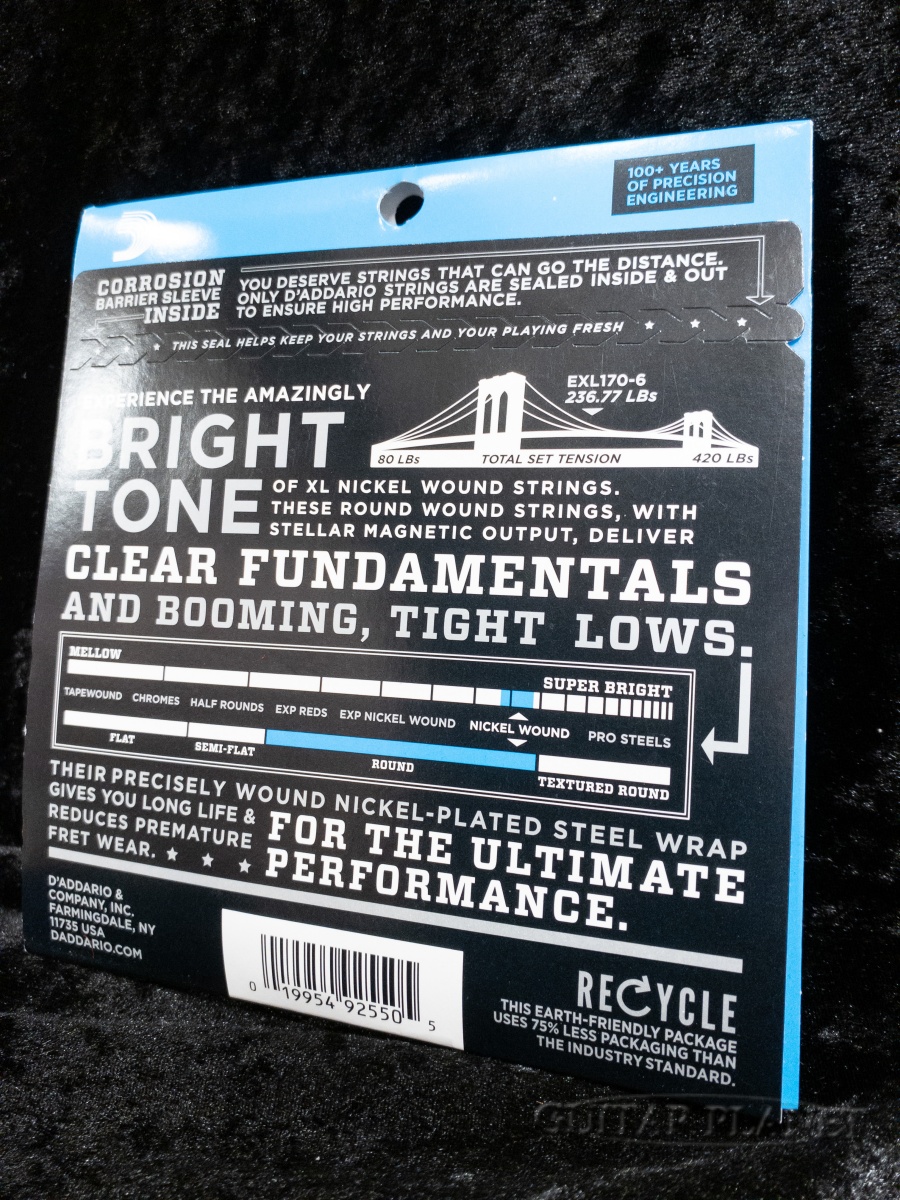 100+ YEARS
OF PRECISION
ENGINEERING
CORROSION
BARRIER SLEEVE
INSIDE
YOU DESERVE STRINGS THAT CAN GO THE DISTANCE.
ONLY D'ADDARIO STRINGS ARE SEALED INSIDE & OUT
TO ENSURE HIGH PERFORMANCE.
THIS SEAL HELPS KEEP YOUR STRINGS AND YOUR PLAYING FRESH
EXPERIENCE THE AMAZINGLY
BRIGHT
TONE
EXL170-6
236.77 LBs
80 LBs TOTAL SET TENSION 420 LBs
OF XL NICKEL WOUND STRINGS.
THESE ROUND WOUND STRINGS, WITH
STELLAR MAGNETIC OUTPUT, DELIVER
CLEAR FUNDAMENTALS
AND BOOMING, TIGHT LOWS.
MELLOW SUPER BRIGHT
TAPEWOUND CHROMES HALF ROUNDS EXP REDS EXP NICKEL WOUND NICKEL WOUND PRO STEELS
FLAT SEMI-FLAT ROUND TEXTURED ROUND
THEIR PRECISELY WOUND NICKEL-PLATED STEEL WRAP
GIVES YOU LONG LIFE &
REDUCES PREMATURE
FRET WEAR.
FOR THE ULTIMATE
PERFORMANCE.
D'ADDARIO &
COMPANY, INC.
FARMINGDALE, NY
11735 USA
DADDARIO.COM
0 19954 92550 5
RECYCLE
THIS EARTH-FRIENDLY PACKAGE
USES 75% LESS PACKAGING THAN
THE INDUSTRY STANDARD.
GUITAR PLANET